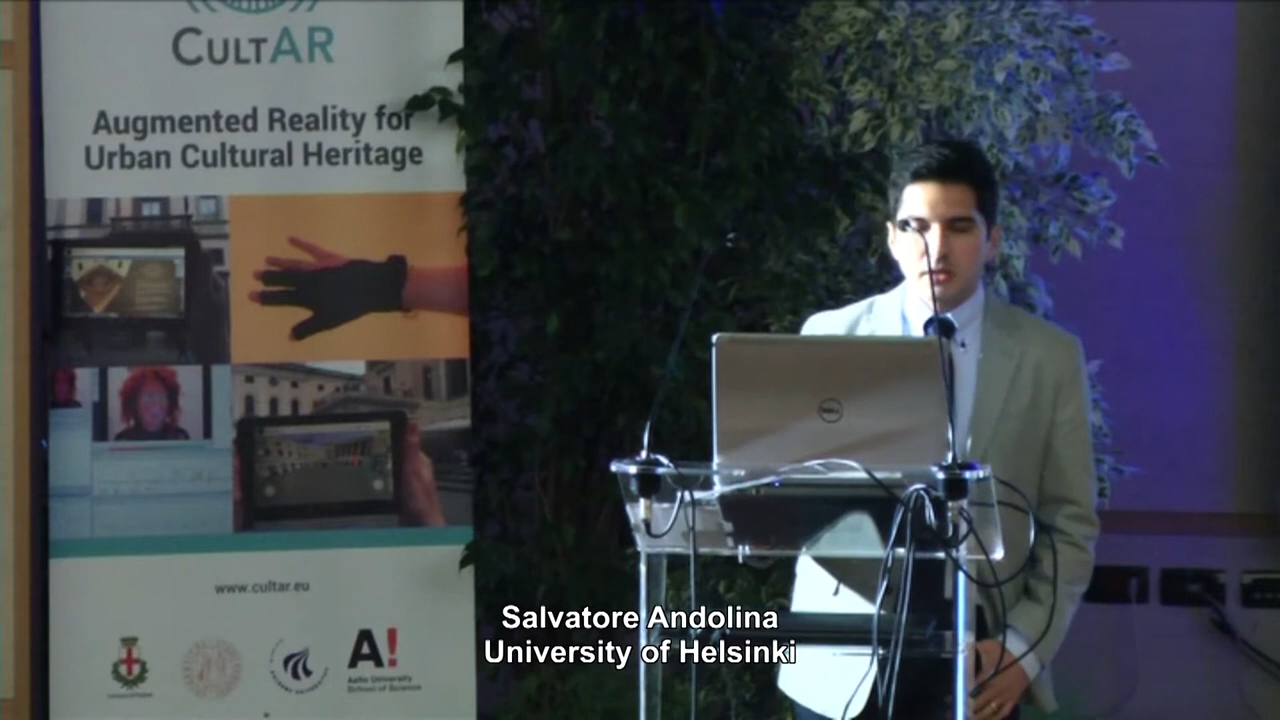 CULTAR
Augmented Reality for
Urban Cultural Heritage
www.cultar.eu
A!
Aalto University
School of Science
DELL
Salvatore Andolina
University of Helsinki